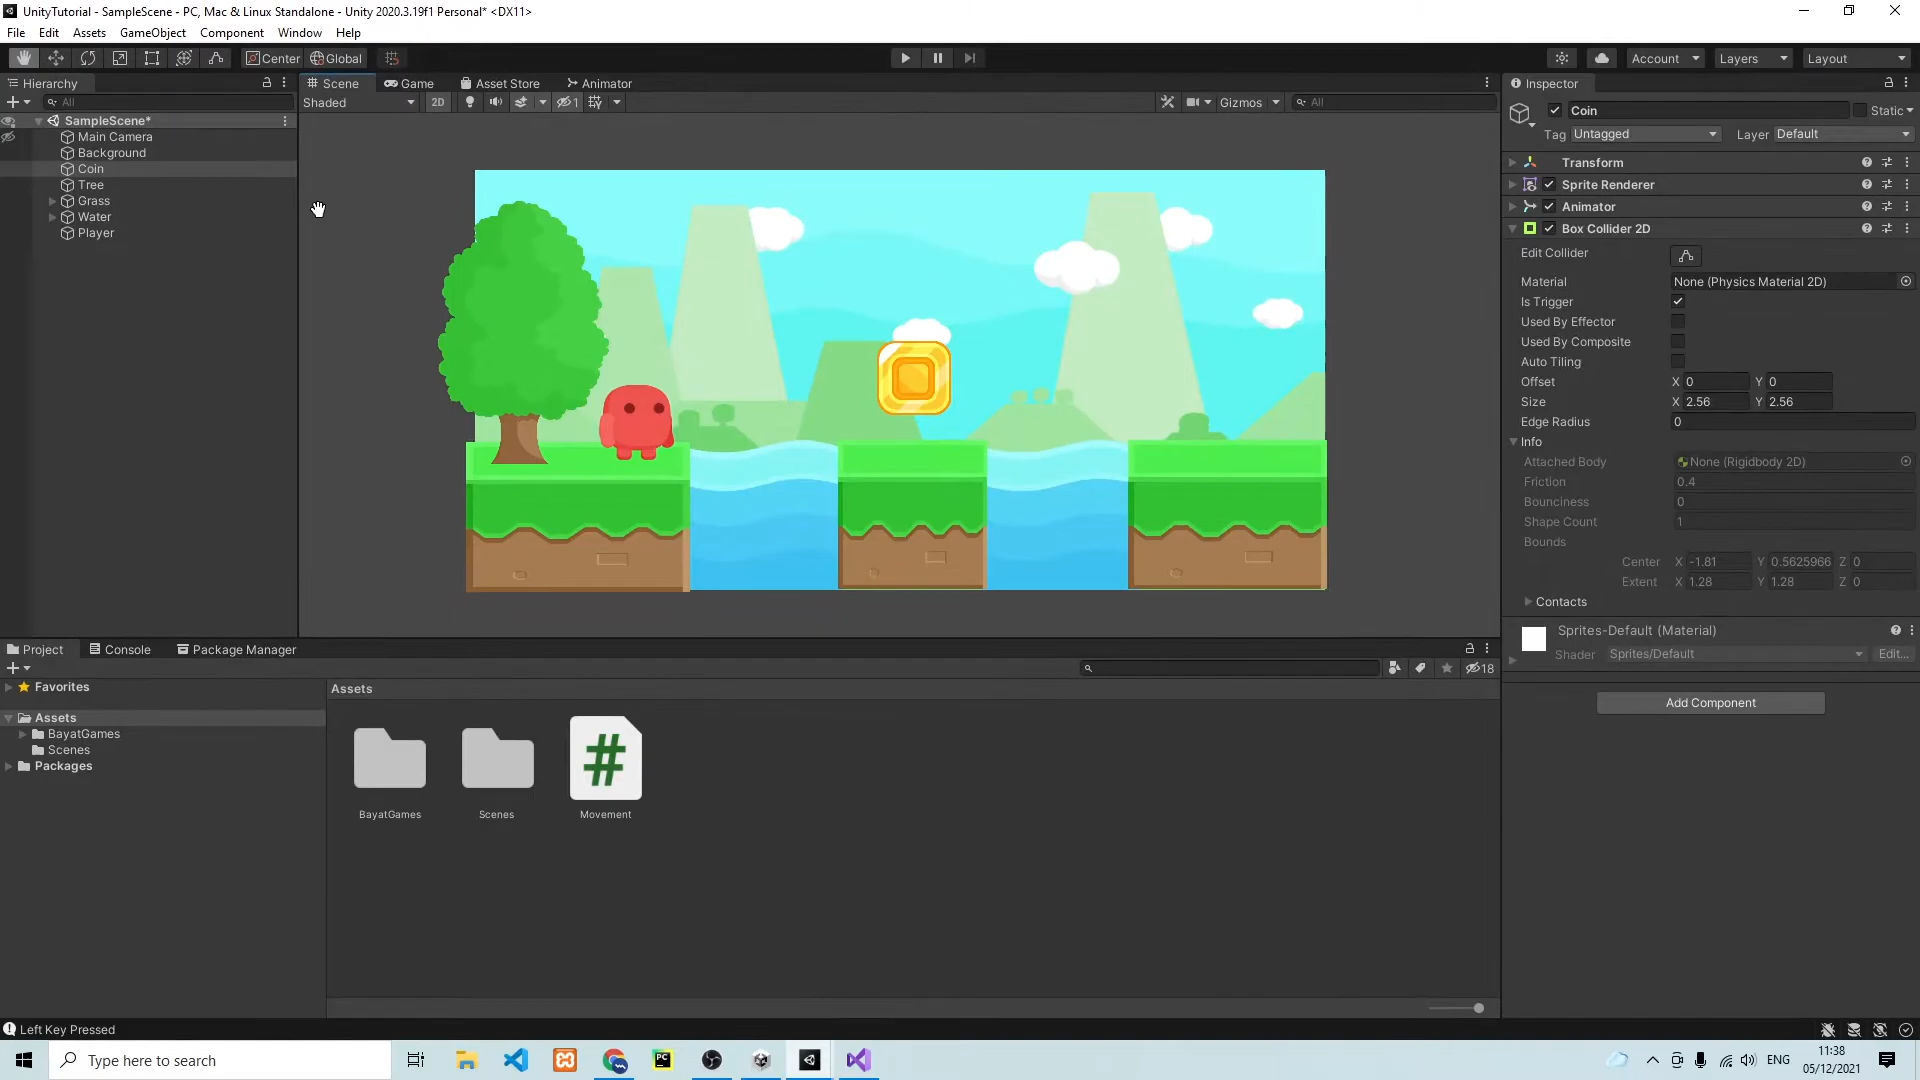 UnityTutorial - SampleScene - PC, Mac & Linux Standalone - Unity 2020.3.19f1 Personal* <DX11>
File Edit Assets GameObject Component Window Help
Center Global Account Layers Layout
Hierarchy
All
SampleScene*
Main Camera
Background
Coin
Tree
Grass
Water
Player
Scene Game Asset Store Animator
Shaded 2D 1 Gizmos All
Inspector
Coin Static
Tag Untagged Layer Default
Transform
Sprite Renderer
Animator
Box Collider 2D
Edit Collider
Material None (Physics Material 2D)
Is Trigger
Used By Effector
Used By Composite
Auto Tiling
Offset X 0 Y 0
Size X 2.56 Y 2.56
Edge Radius 0
Info
Attached Body None (Rigidbody 2D)
Friction 0.4
Bounciness 0
Shape Count 1
Bounds
Center X -1.81 Y 0.5625966 Z 0
Extent X 1.28 Y 1.28 Z 0
Contacts
Sprites-Default (Material)
Shader Sprites/Default Edit...
Add Component
Project Console Package Manager
18
Favorites
Assets
BayatGames
Scenes
Packages
Assets
BayatGames Scenes Movement
Left Key Pressed
Type here to search
PC
ENG
11:38
05/12/2021